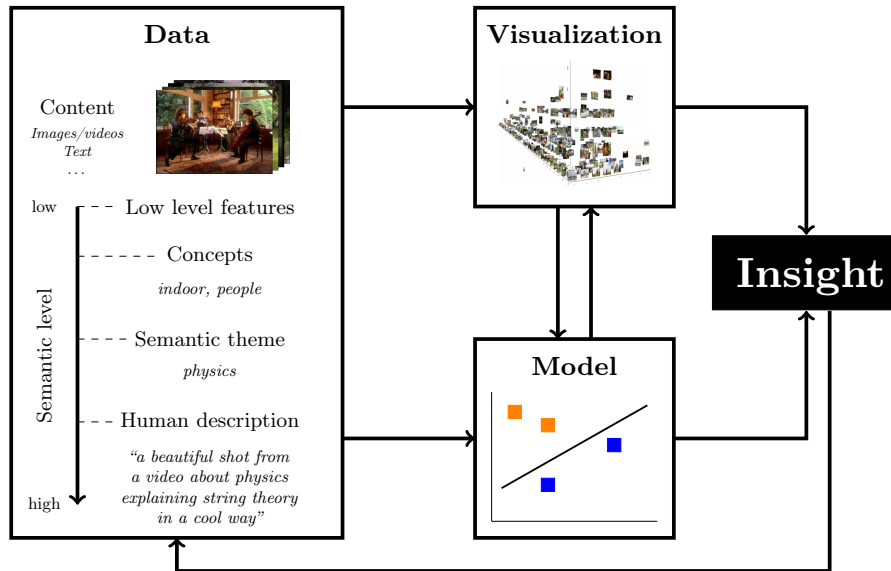 Data
Content
Images/videos
Text
. . .
low
Low level features
Concepts
indoor, people
Semantic level
Semantic theme
physics
Human description
“a beautiful shot from
a video about physics
explaining string theory
in a cool way”
high
Visualization
Model
Insight